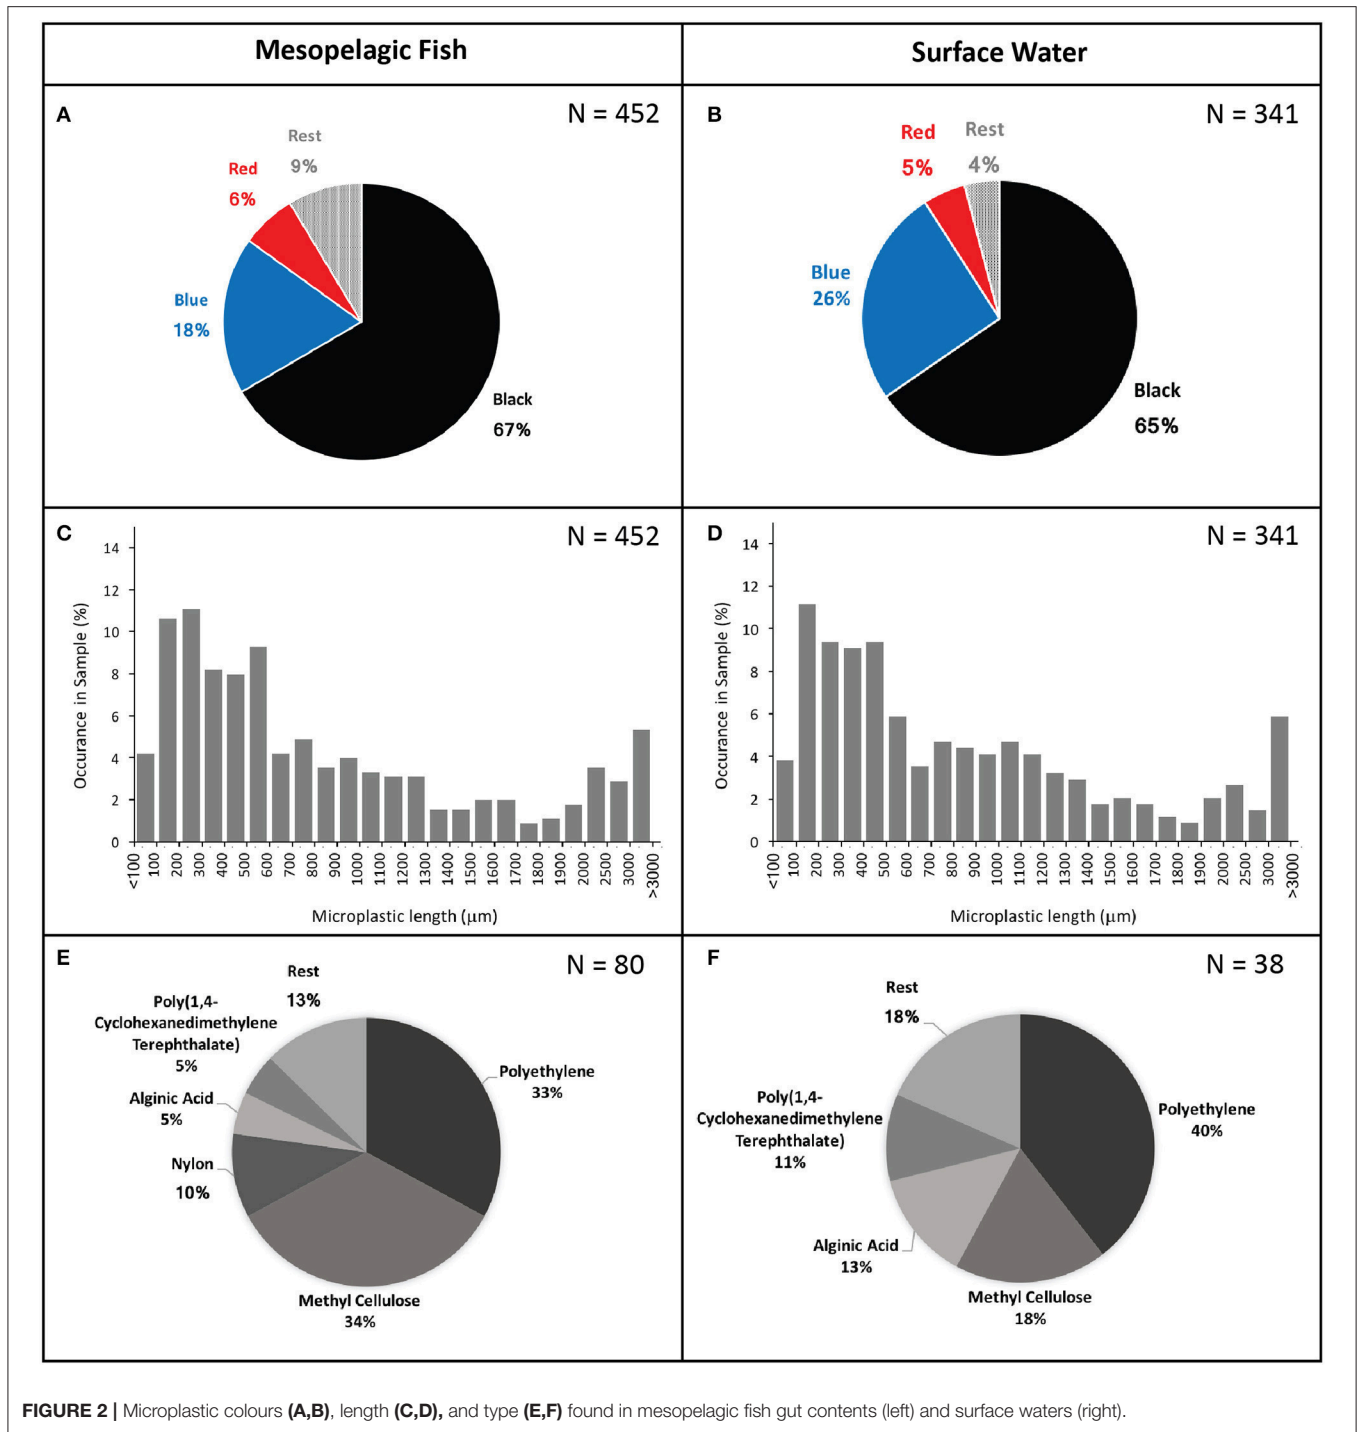 Mesopelagic Fish
Surface Water
A
N = 452
Rest
9%
Red
6%
Blue
18%
Black
67%
B
N = 341
Red
5%
Rest
4%
Blue
26%
Black
65%
C
N = 452
Occurance in Sample (%)
14
12
10
8
6
4
2
0
<100
100
200
300
400
500
600
700
800
900
1000
1100
1200
1300
1400
1500
1600
1700
1800
1900
2000
2500
3000
>3000
Microplastic length (μm)
D
N = 341
Occurance in Sample (%)
14
12
10
8
6
4
2
0
<100
100
200
300
400
500
600
700
800
900
1000
1100
1200
1300
1400
1500
1600
1700
1800
1900
2000
2500
3000
>3000
Microplastic length (μm)
E
N = 80
Rest
13%
Poly(1,4-
Cyclohexanedimethylene
Terephthalate)
5%
Alginic Acid
5%
Nylon
10%
Polyethylene
33%
Methyl Cellulose
34%
F
N = 38
Rest
18%
Poly(1,4-
Cyclohexanedimethylene
Terephthalate)
11%
Alginic Acid
13%
Polyethylene
40%
Methyl Cellulose
18%
FIGURE 2 | Microplastic colours (A,B), length (C,D), and type (E,F) found in mesopelagic fish gut contents (left) and surface waters (right).